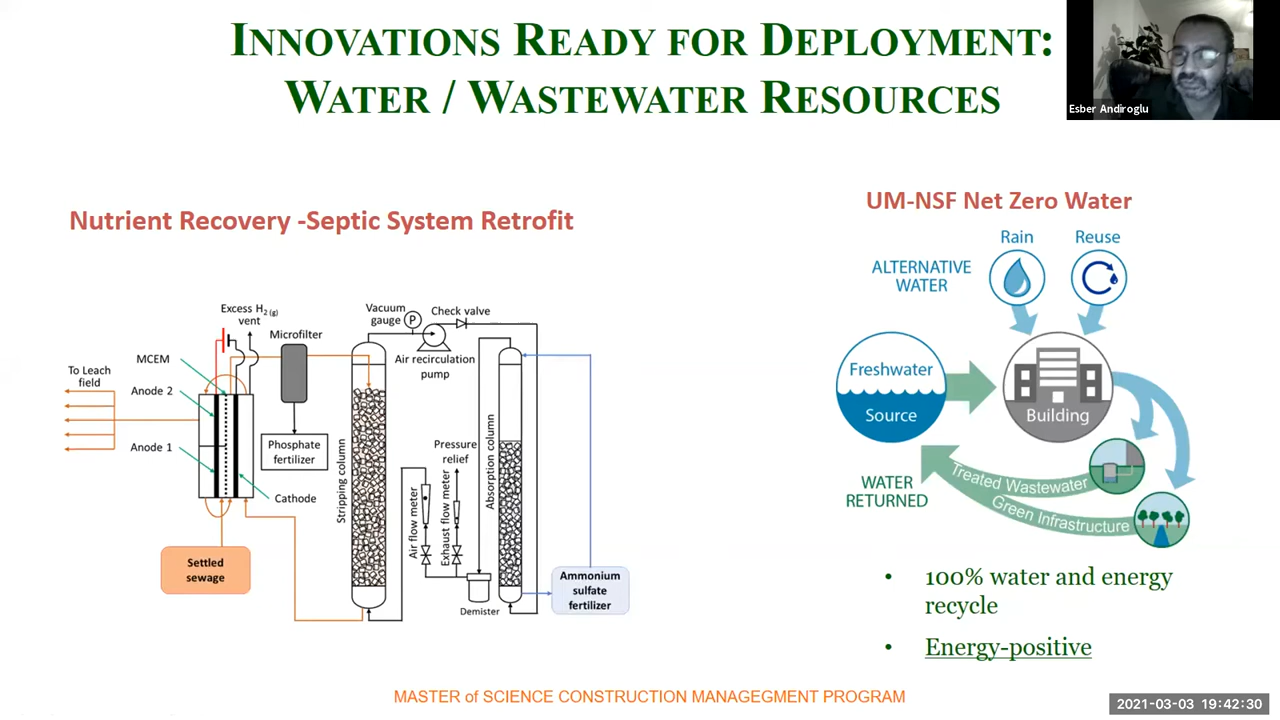 INNOVATIONS READY FOR DEPLOYMENT:
WATER / WASTEWATER RESOURCES
Esber Andiroglu
Nutrient Recovery -Septic System Retrofit
Excess H2 (g)
vent
Microfilter
Vacuum
gauge
P
Check valve
Air recirculation
pump
MCEM
To Leach
field
Anode 2
Anode 1
Phosphate
fertilizer
Cathode
Stripping column
Pressure
relief
Air flow meter
Exhaust flow meter
Absorption column
Settled
sewage
Demister
Ammonium
sulfate
fertilizer
UM-NSF Net Zero Water
Rain
Reuse
ALTERNATIVE
WATER
Freshwater
Source
Building
WATER
RETURNED
Treated Wastewater
Green Infrastructure
• 100% water and energy
recycle
• Energy-positive
MASTER of SCIENCE CONSTRUCTION MANAGEGMENT PROGRAM
2021-03-03 19:42:30